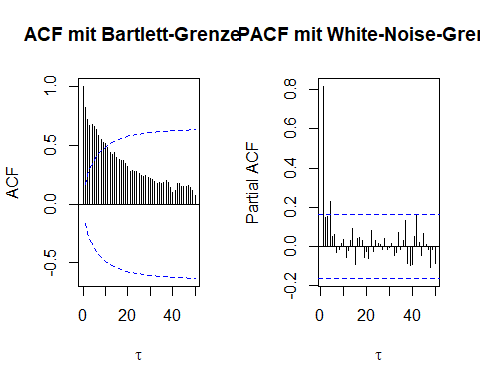 ACF mit Bartlett-Grenze
PACF mit White-Noise-Gren
ACF
1.0
0.5
0.0
-0.5
0
20
40
τ
Partial ACF
0.8
0.6
0.4
0.2
0.0
-0.2
0
20
40
τ